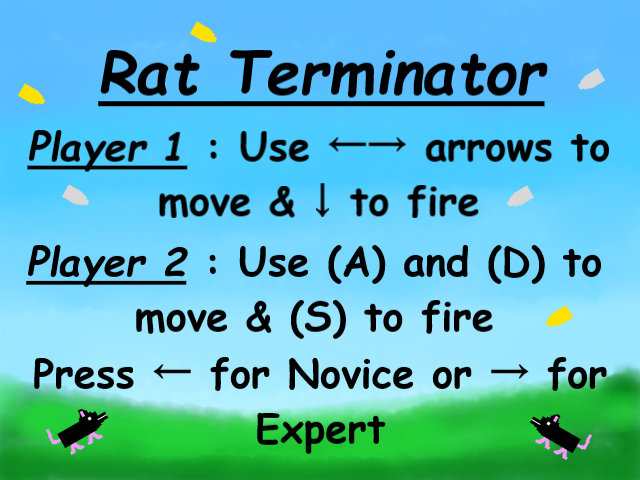 Rat Terminator
Player 1 : Use ←→ arrows to
move & ↓ to fire
Player 2 : Use (A) and (D) to
move & (S) to fire
Press ← for Novice or → for
Expert